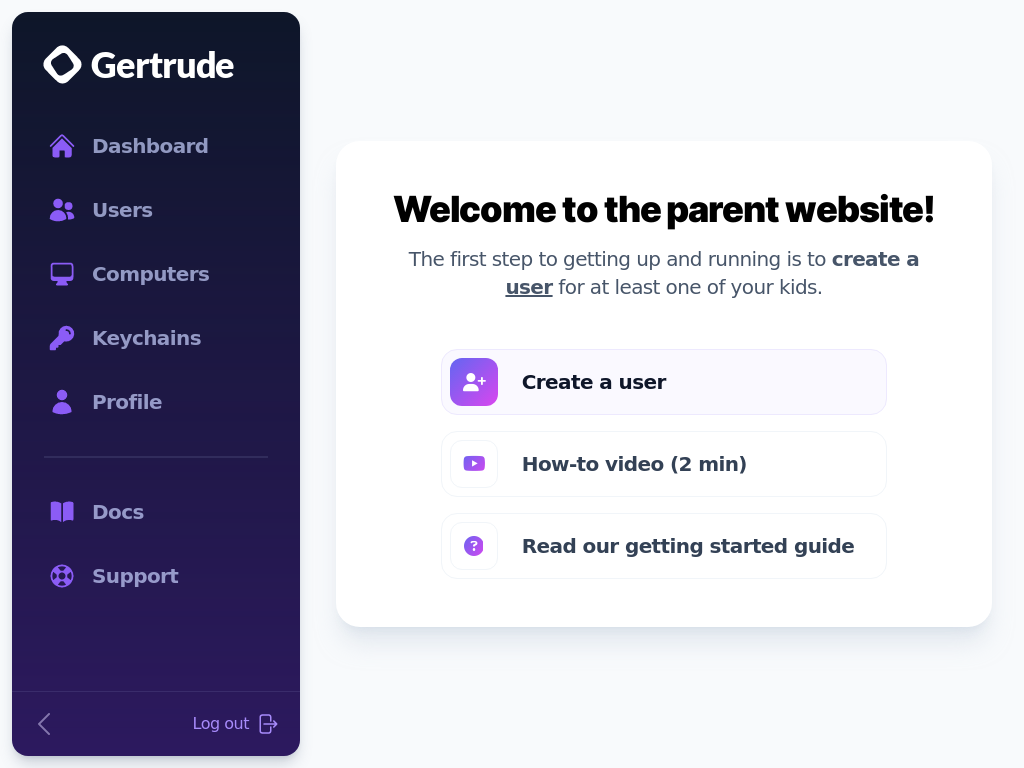 Gertrude
Dashboard
Users
Computers
Keychains
Profile
Docs
Support
Log out
Welcome to the parent website!
The first step to getting up and running is to create a
user for at least one of your kids.
Create a user
How-to video (2 min)
Read our getting started guide